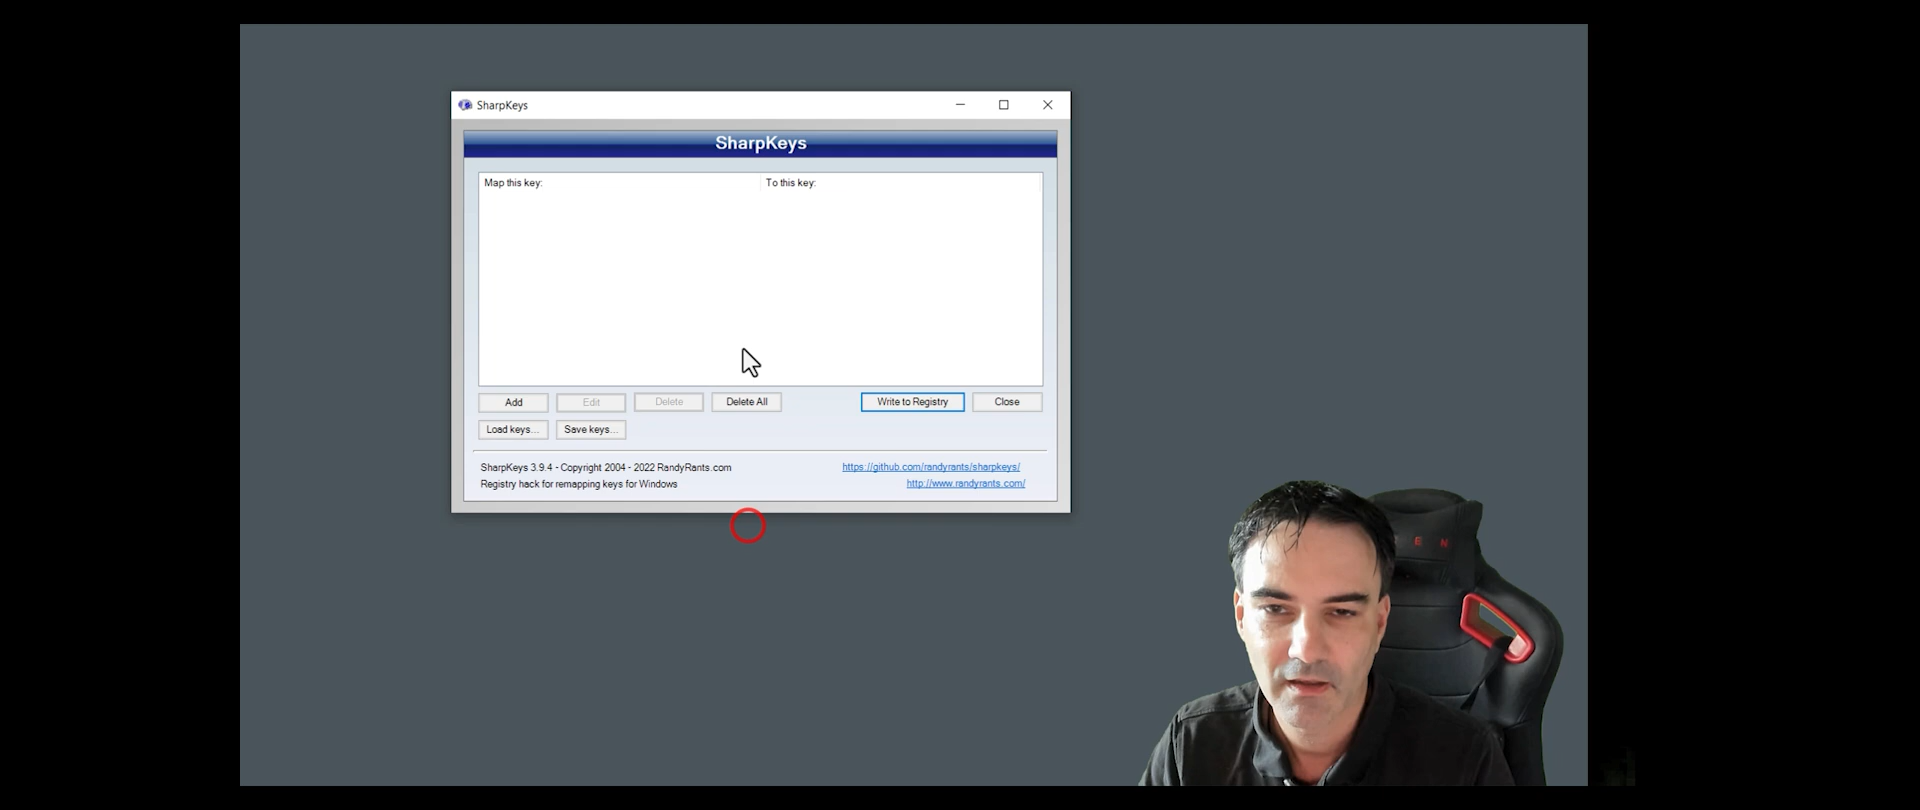 SharpKeys
SharpKeys
Map this key: To this key:
Add Edit Delete Delete All Write to Registry Close
Load keys... Save keys...
SharpKeys 3.9.4 - Copyright 2004 - 2022 RandyRants.com https://github.com/randyrants/sharpkeys/
Registry hack for remapping keys for Windows http://www.randyrants.com/
E N